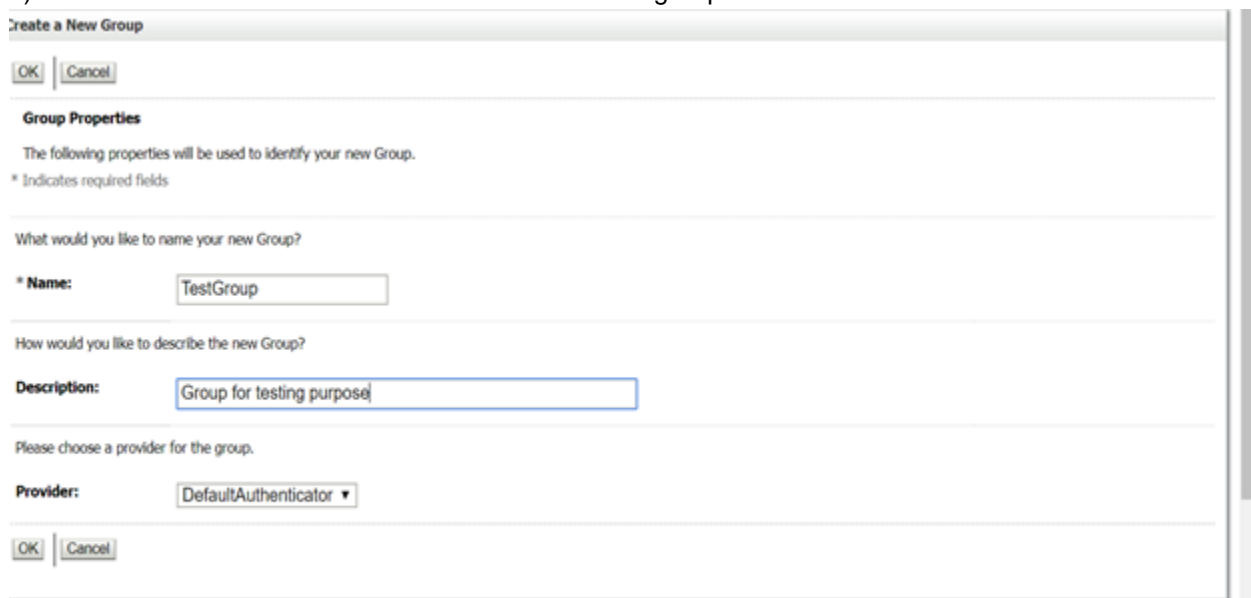 Create a New Group
OK Cancel
Group Properties
The following properties will be used to identify your new Group.
* Indicates required fields
What would you like to name your new Group?
* Name: TestGroup
How would you like to describe the new Group?
Description: Group for testing purpose
Please choose a provider for the group.
Provider: DefaultAuthenticator ▼
OK Cancel